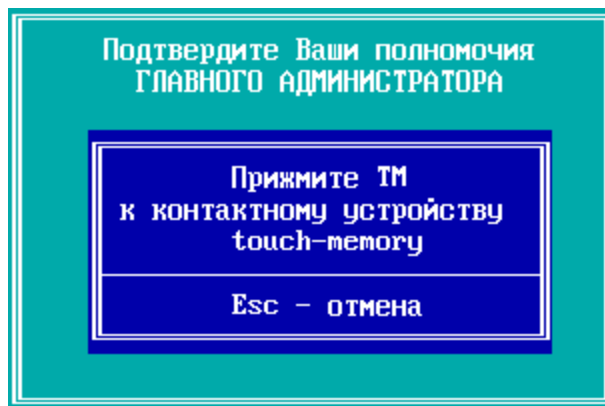 Подтвердите Ваши полномочия
ГЛАВНОГО АДМИНИСТРАТОРА
Прижмите ТМ
к контактному устройству
touch-memory
Esc - отмена